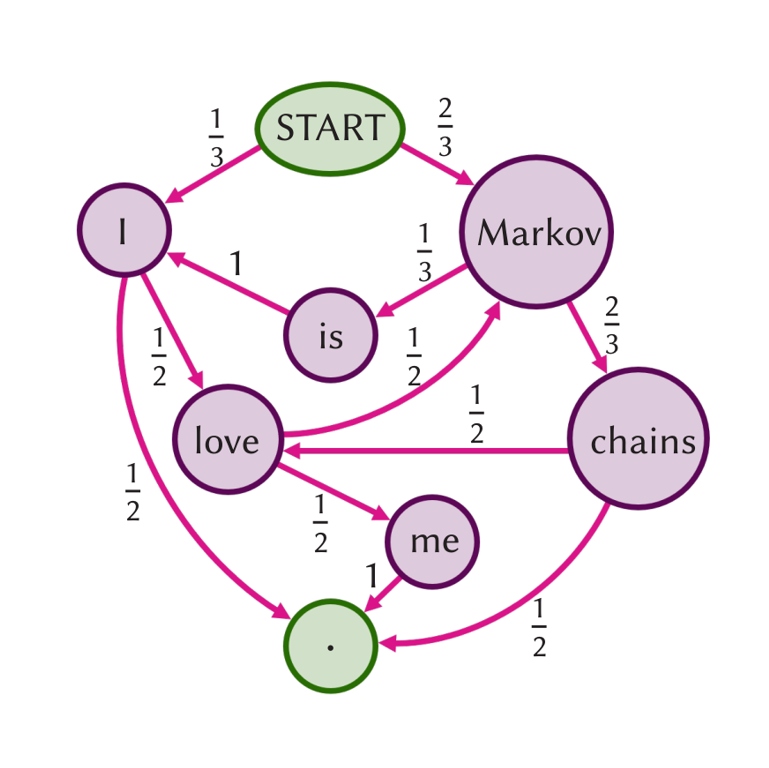 START
1/3
2/3
I
Markov
1
1/3
is
2/3
1/2
1/2
1/2
love
chains
1/2
1/2
me
1
1/2
.